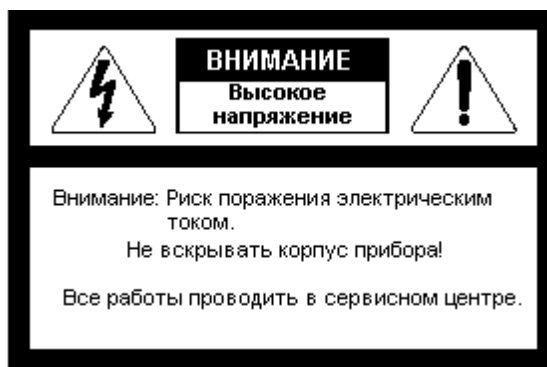 ВНИМАНИЕ
Высокое
напряжение
Внимание: Риск поражения электрическим
током.
Не вскрывать корпус прибора!
Все работы проводить в сервисном центре.